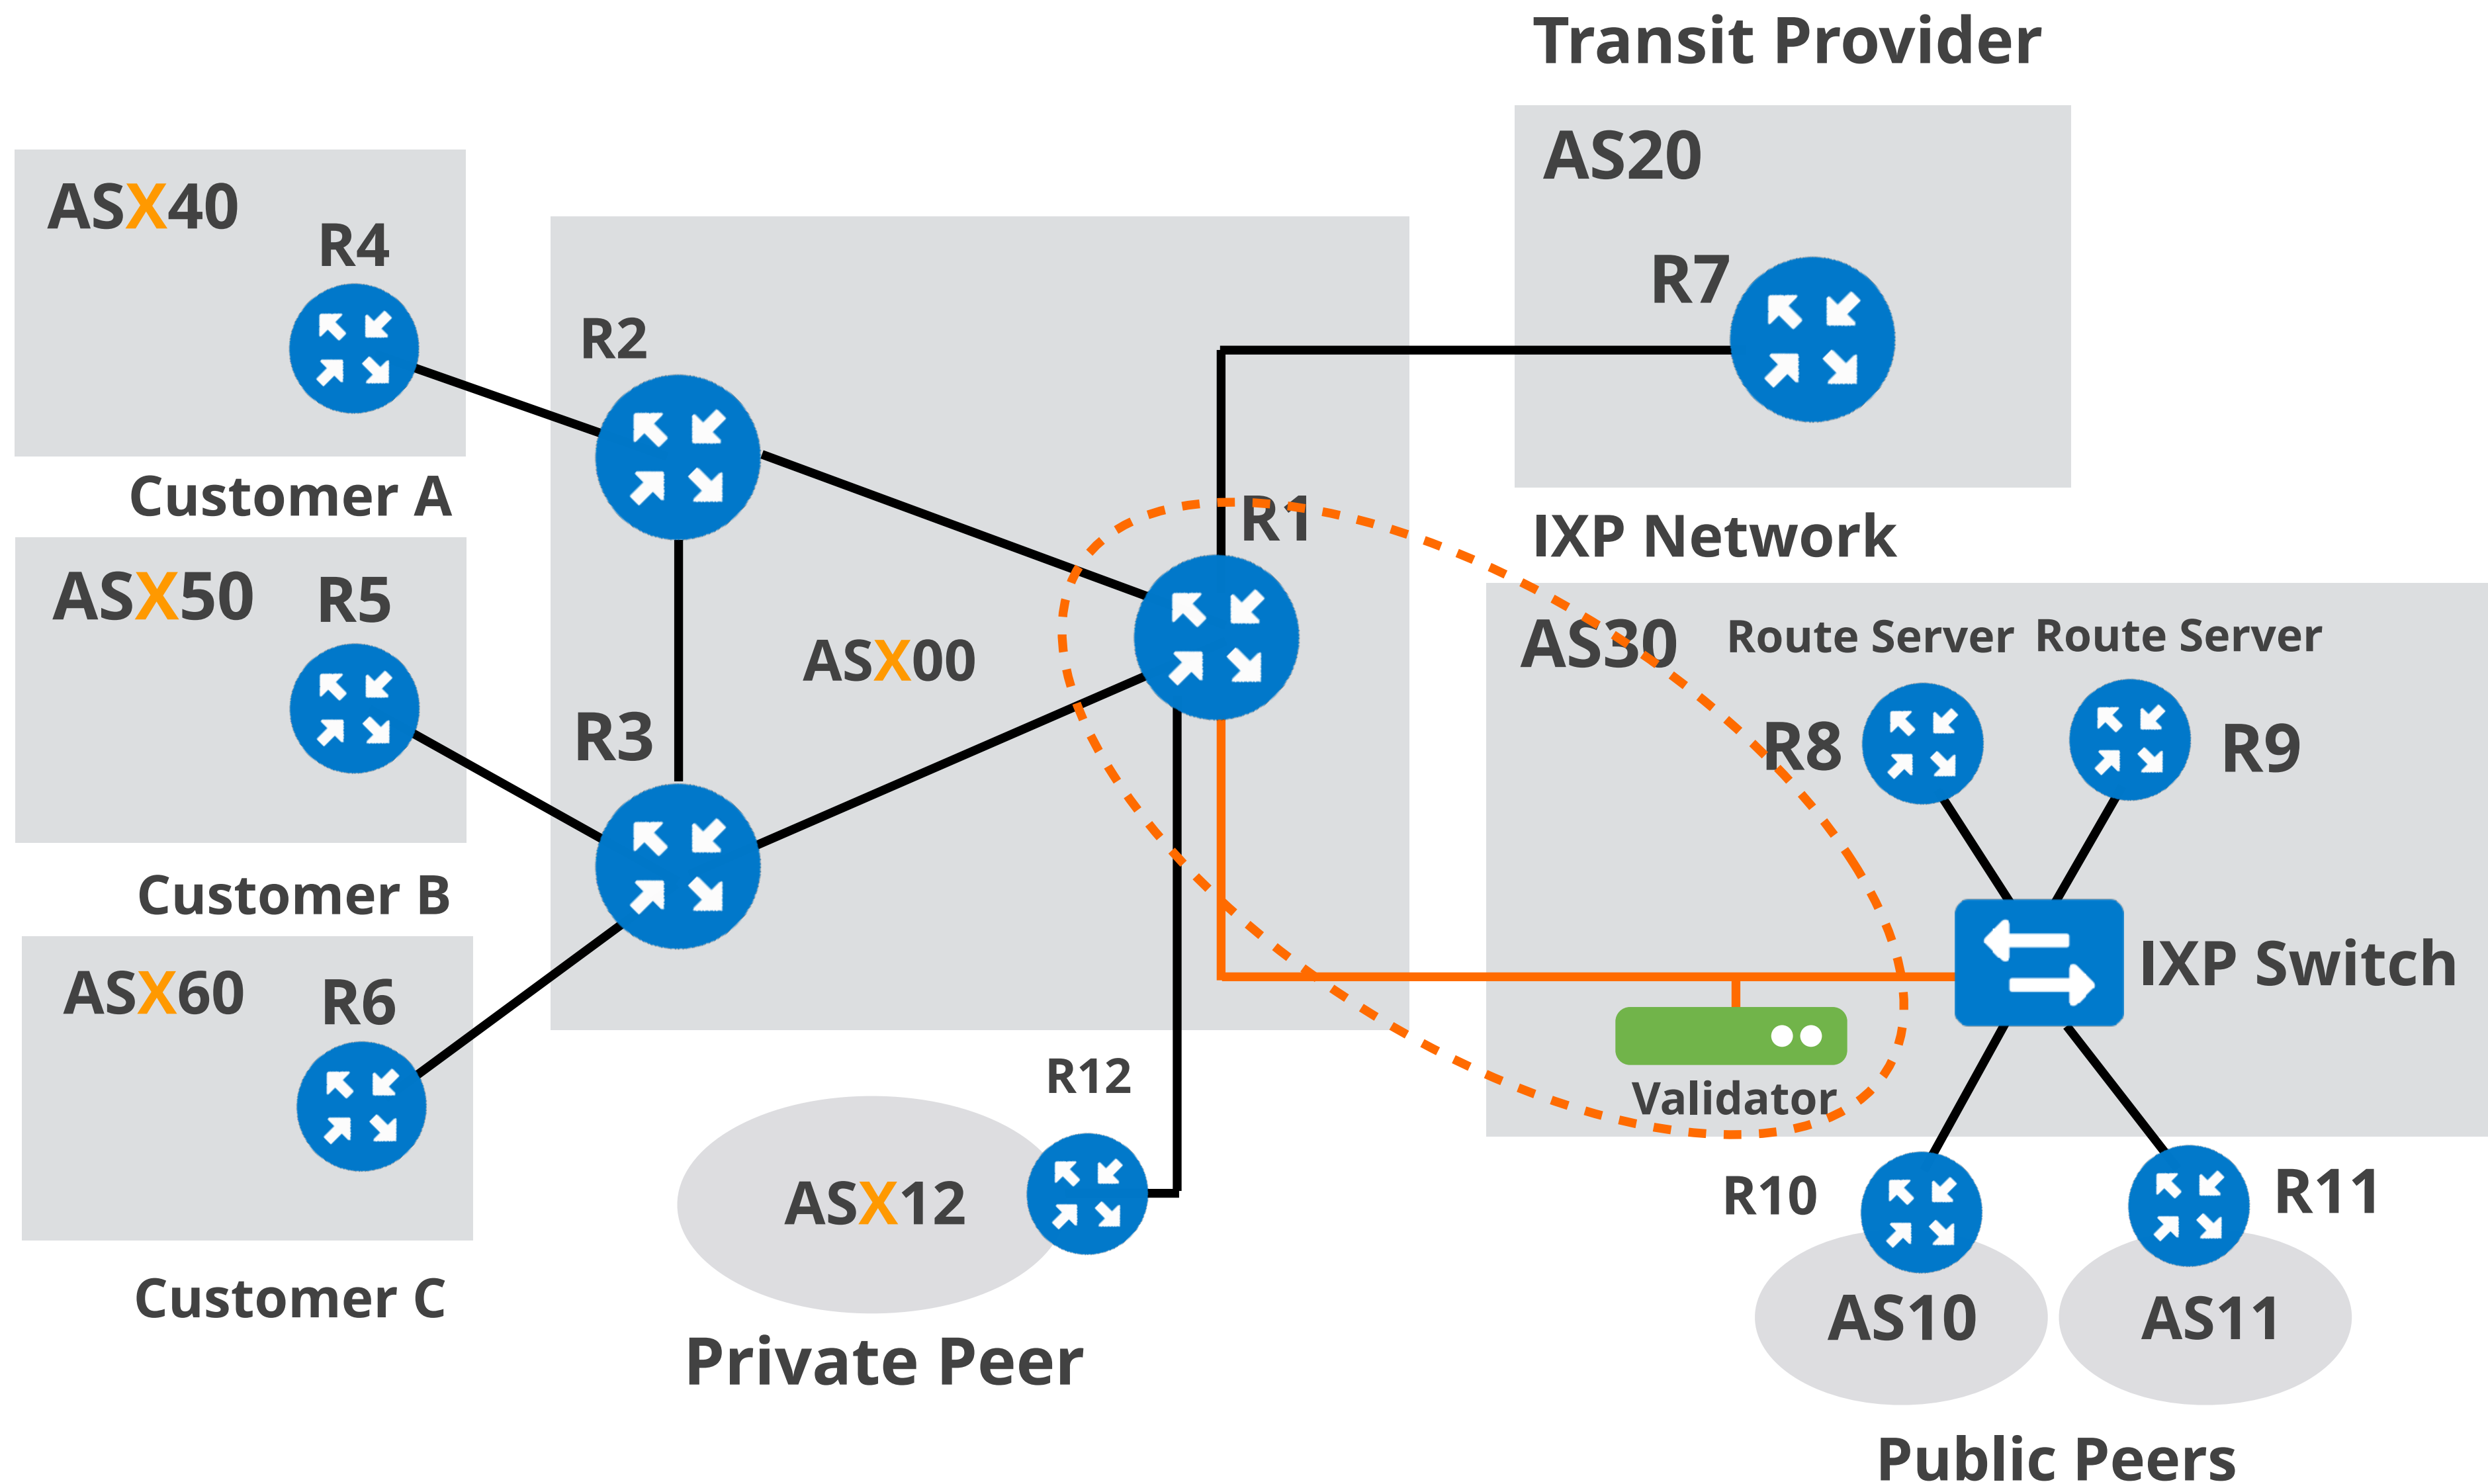 Transit Provider
AS20
R7
ASX40
R4
Customer A
R2
R1
IXP Network
ASX50
R5
Customer B
ASX00
R3
AS30
Route Server
Route Server
R8
R9
IXP Switch
Validator
ASX60
R6
Customer C
R12
ASX12
Private Peer
R10
R11
AS10
AS11
Public Peers